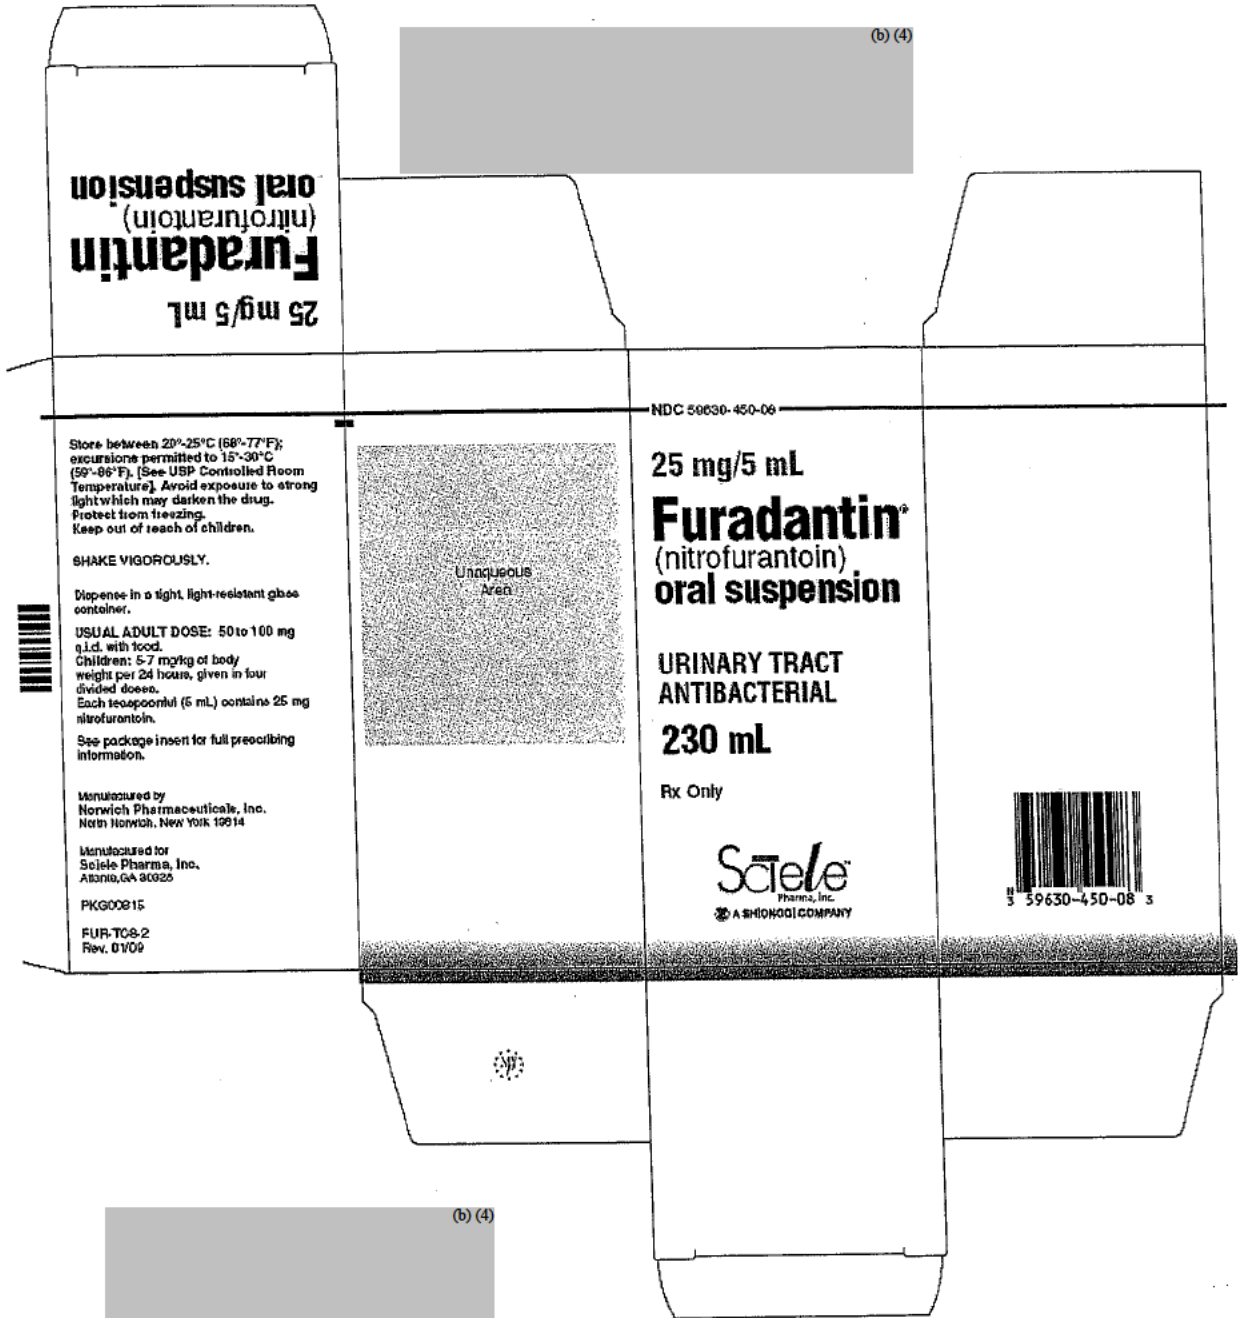 (b) (4)
25 mg/5 mL
Furadantin
(nitrofurantoin)
oral suspension
NDC 59630-450-08
Store between 20°-25°C (68°-77°F);
excursions permitted to 15°-30°C
(59°-86°F). [See USP Controlled Room
Temperature]. Avoid exposure to strong
light which may darken the drug.
Protect from freezing.
Keep out of reach of children.
SHAKE VIGOROUSLY.
Dispense in a tight, light-resistant glass
container.
USUAL ADULT DOSE: 50 to 100 mg
q.i.d. with food.
Children: 5-7 mg/kg of body
weight per 24 hours, given in four
divided doses.
Each teaspoonful (5 mL) contains 25 mg
nitrofurantoin.
See package insert for full prescribing
information.
Manufactured by
Norwich Pharmaceuticals, Inc.
North Norwich, New York 13814
Manufactured for
Sciele Pharma, Inc.
Atlanta, GA 30328
PKG00815
FUR-TC8-2
Rev. 01/09
Unaqueous
Area
25 mg/5 mL
Furadantin®
(nitrofurantoin)
oral suspension
URINARY TRACT
ANTIBACTERIAL
230 mL
Rx Only
Sciele™
Pharma, Inc.
A SHIONOGI COMPANY
N
3 59630-450-08 3
(b) (4)